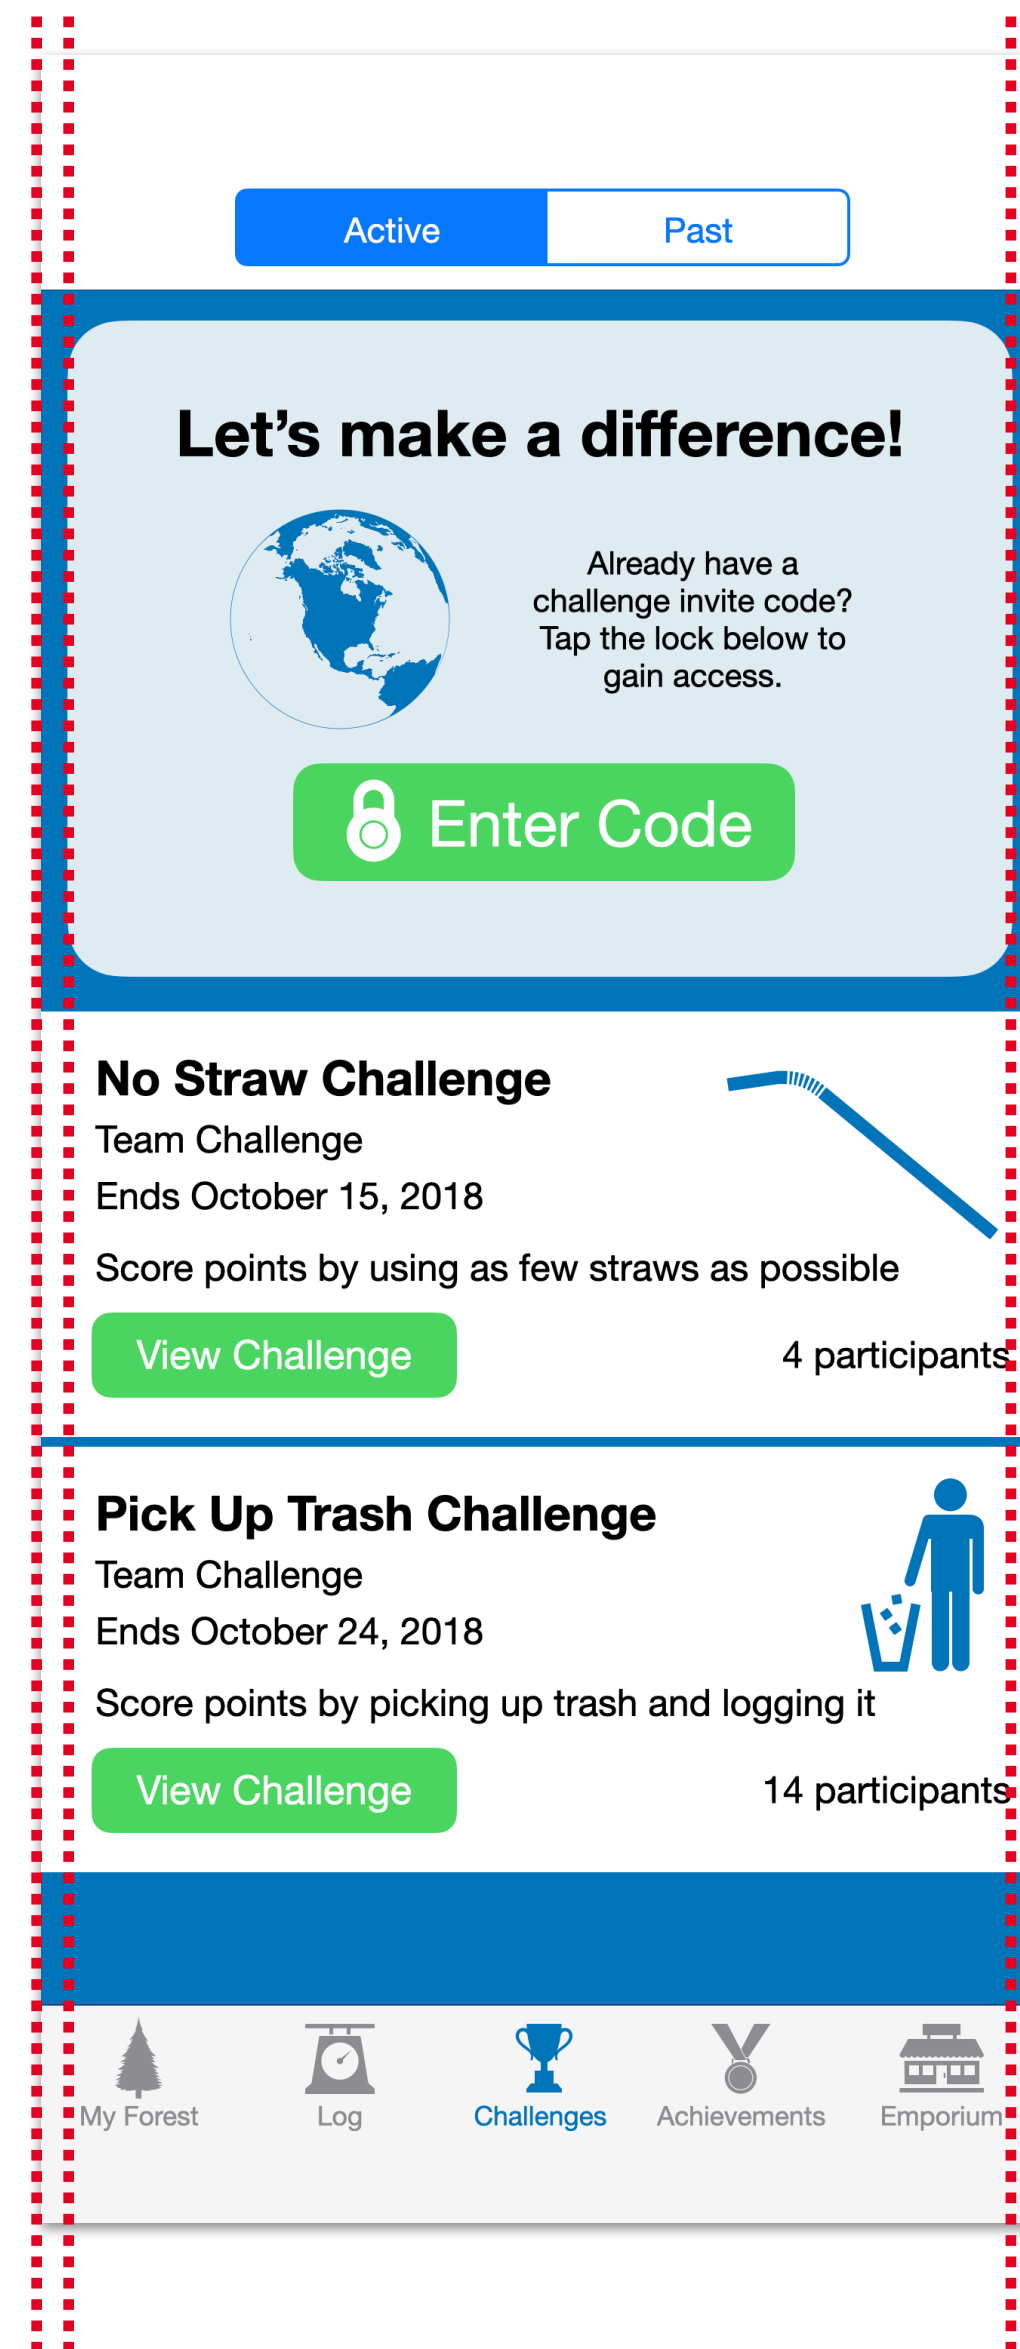 Active Past
Let's make a difference!
Already have a
challenge invite code?
Tap the lock below to
gain access.
Enter Code
No Straw Challenge
Team Challenge
Ends October 15, 2018
Score points by using as few straws as possible
View Challenge 4 participants
Pick Up Trash Challenge
Team Challenge
Ends October 24, 2018
Score points by picking up trash and logging it
View Challenge 14 participants
My Forest Log Challenges Achievements Emporium